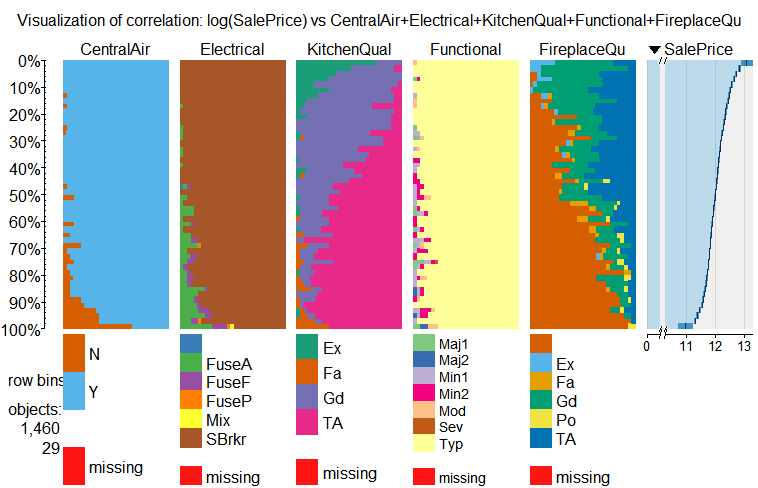 Visualization of correlation: log(SalePrice) vs CentralAir+Electrical+KitchenQual+Functional+FireplaceQu
CentralAir Electrical KitchenQual Functional FireplaceQu SalePrice
0%
10%
20%
30%
40%
50%
60%
70%
80%
90%
100%
0 11 12 13
row bins:
objects:
1,460
29
N
Y
missing
FuseA
FuseF
FuseP
Mix
SBrkr
missing
Ex
Fa
Gd
TA
missing
Maj1
Maj2
Min1
Min2
Mod
Sev
Typ
missing
Ex
Fa
Gd
Po
TA
missing